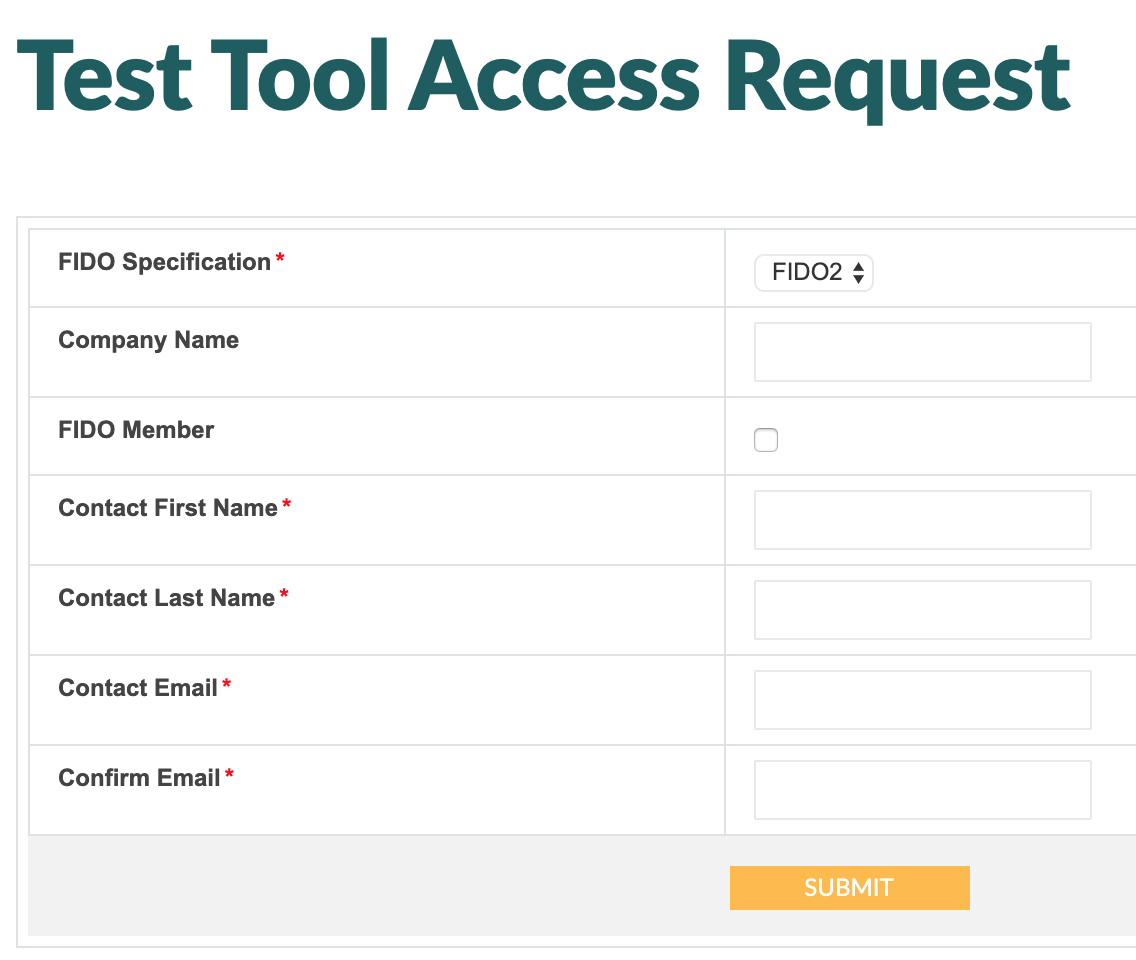 Test Tool Access Request
FIDO Specification*
FIDO2
Company Name
FIDO Member
Contact First Name*
Contact Last Name*
Contact Email*
Confirm Email*
SUBMIT